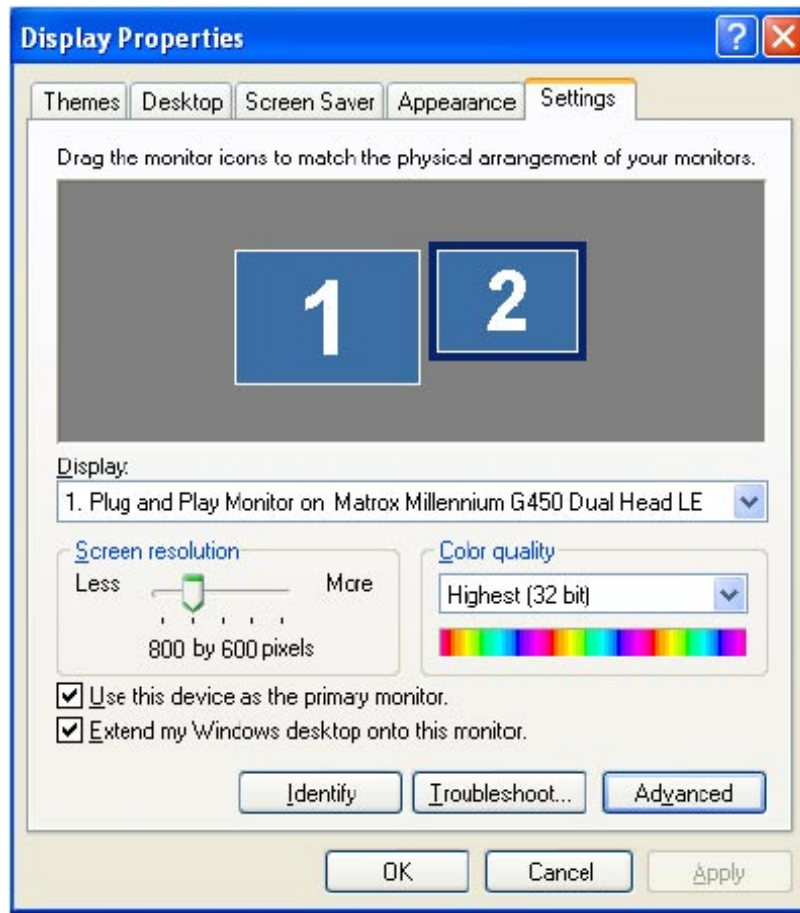 Display Properties
Themes Desktop Screen Saver Appearance Settings
Drag the monitor icons to match the physical arrangement of your monitors.
1 2
Display:
1. Plug and Play Monitor on Matrox Millennium G450 Dual Head LE
Screen resolution
Less More
800 by 600 pixels
Color quality
Highest (32 bit)
Use this device as the primary monitor.
Extend my Windows desktop onto this monitor.
Identify Troubleshoot... Advanced
OK Cancel Apply